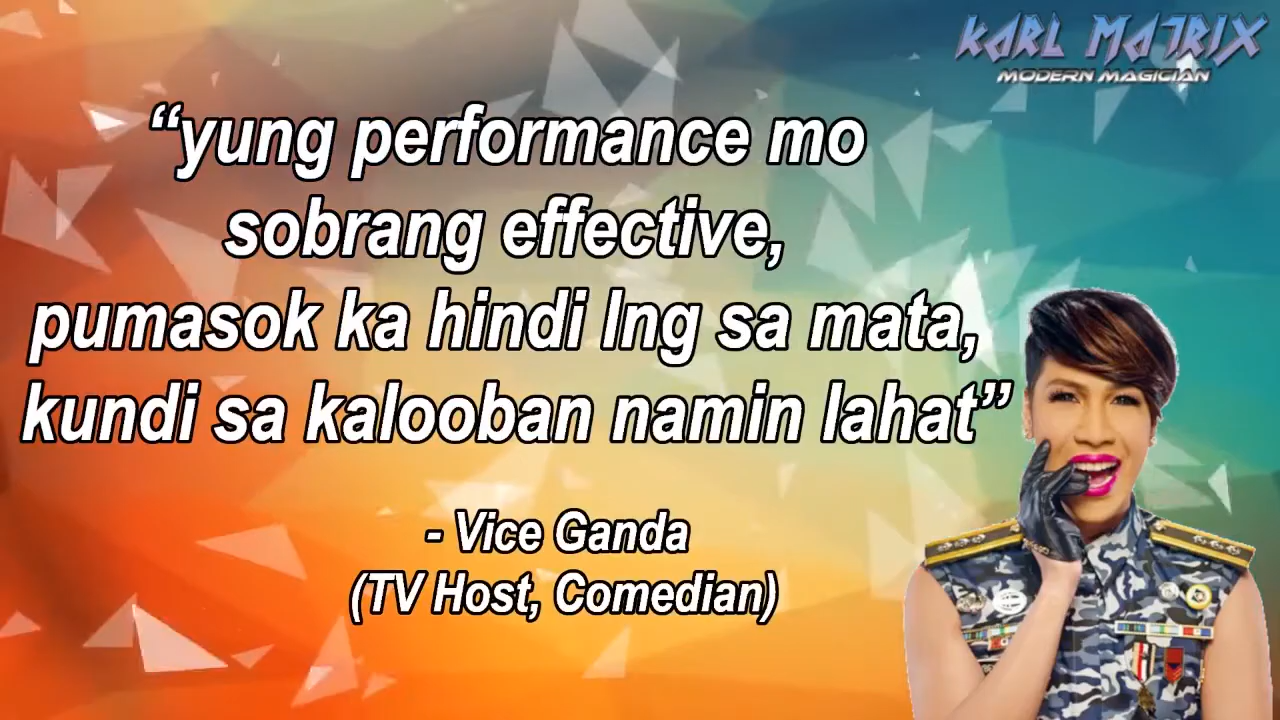 KARL MATRIX
MODERN MAGICIAN
“yung performance mo
sobrang effective,
pumasok ka hindi lng sa mata,
kundi sa kalooban namin lahat”
- Vice Ganda
(TV Host, Comedian)